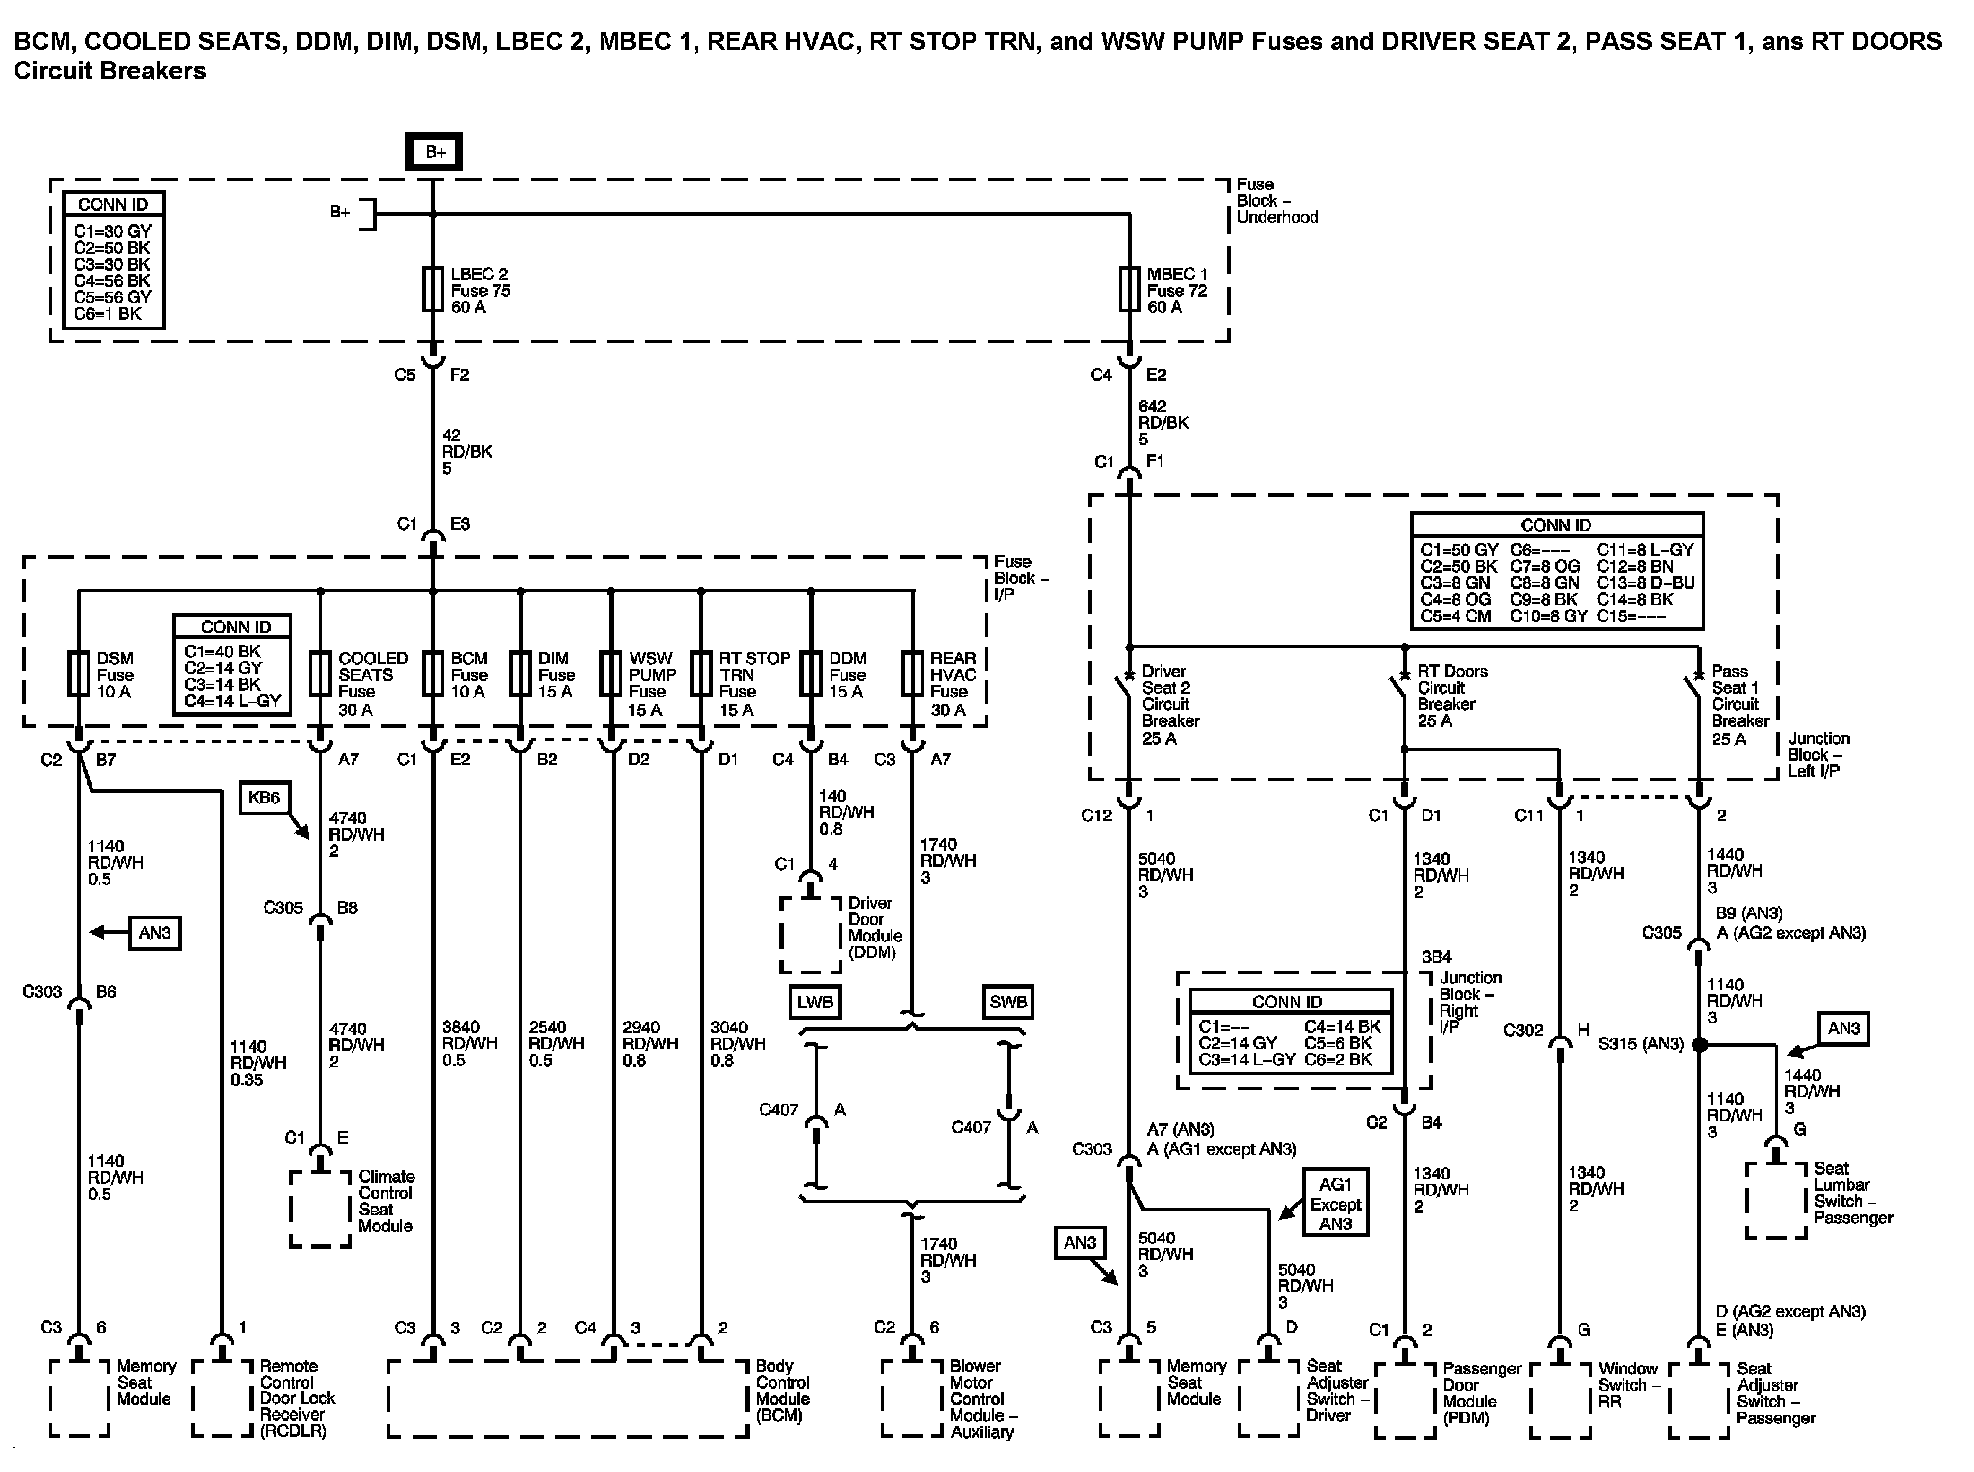 BCM, COOLED SEATS, DDM, DIM, DSM, LBEC 2, MBEC 1, REAR HVAC, RT STOP TRN, and WSW PUMP Fuses and DRIVER SEAT 2, PASS SEAT 1, ans RT DOORS
Circuit Breakers
B+
Fuse
Block –
Underhood
CONN ID
C1=30 GY
C2=50 BK
C3=30 BK
C4=56 BK
C5=56 GY
C6=1 BK
B+
LBEC 2
Fuse 75
60 A
MBEC 1
Fuse 72
60 A
C5 F2
C4 E2
42
RD/BK
5
642
RD/BK
5
C1 F1
C1 E3
Fuse
Block –
I/P
CONN ID
C1=40 BK
C2=14 GY
C3=14 BK
C4=14 L-GY
DSM
Fuse
10 A
COOLED
SEATS
Fuse
30 A
BCM
Fuse
10 A
DIM
Fuse
15 A
WSW
PUMP
Fuse
15 A
RT STOP
TRN
Fuse
15 A
DDM
Fuse
15 A
REAR
HVAC
Fuse
30 A
CONN ID
C1=50 GY C6=--- C11=8 L-GY
C2=50 BK C7=8 OG C12=8 BN
C3=8 GN C8=8 GN C13=8 D-BU
C4=8 OG C9=8 BK C14=8 BK
C5=4 CM C10=8 GY C15=---
Driver
Seat 2
Circuit
Breaker
25 A
RT Doors
Circuit
Breaker
25 A
Pass
Seat 1
Circuit
Breaker
25 A
Junction
Block –
Left I/P
C2 B7
A7
C1 E2
B2
D2
D1
C4 B4
C3 A7
C12 1
C1 D1
C11 1
2
KB6
4740
RD/WH
2
140
RD/WH
0.8
1140
RD/WH
0.5
1740
RD/WH
3
5040
RD/WH
3
1340
RD/WH
2
1340
RD/WH
2
1440
RD/WH
3
C1 4
Driver
Door
Module
(DDM)
AN3
C305 B8
B9 (AN3)
C305 A (AG2 except AN3)
3B4
Junction
Block –
Right
I/P
CONN ID
C1=-- C4=14 BK
C2=14 GY C5=6 BK
C3=14 L-GY C6=2 BK
C303 B6
LWB
SWB
1140
RD/WH
3
C302 H
S315 (AN3)
AN3
1140
RD/WH
0.35
4740
RD/WH
2
3840
RD/WH
0.5
2540
RD/WH
0.5
2940
RD/WH
0.8
3040
RD/WH
0.8
1440
RD/WH
3
1140
RD/WH
3
G
C407 A
C407 A
C2 B4
C1 E
A7 (AN3)
C303 A (AG1 except AN3)
1140
RD/WH
0.5
Climate
Control
Seat
Module
AG1
Except
AN3
1340
RD/WH
2
1340
RD/WH
2
Seat
Lumbar
Switch –
Passenger
1740
RD/WH
3
AN3
5040
RD/WH
3
5040
RD/WH
3
D (AG2 except AN3)
E (AN3)
C3 6
1
C3 3
C2 2
C4 3
2
C2 6
C3 5
D
C1 2
G
Memory
Seat
Module
Remote
Control
Door Lock
Receiver
(RCDLR)
Body
Control
Module
(BCM)
Blower
Motor
Control
Module –
Auxiliary
Memory
Seat
Module
Seat
Adjuster
Switch –
Driver
Passenger
Door
Module
(PDM)
Window
Switch –
RR
Seat
Adjuster
Switch –
Passenger